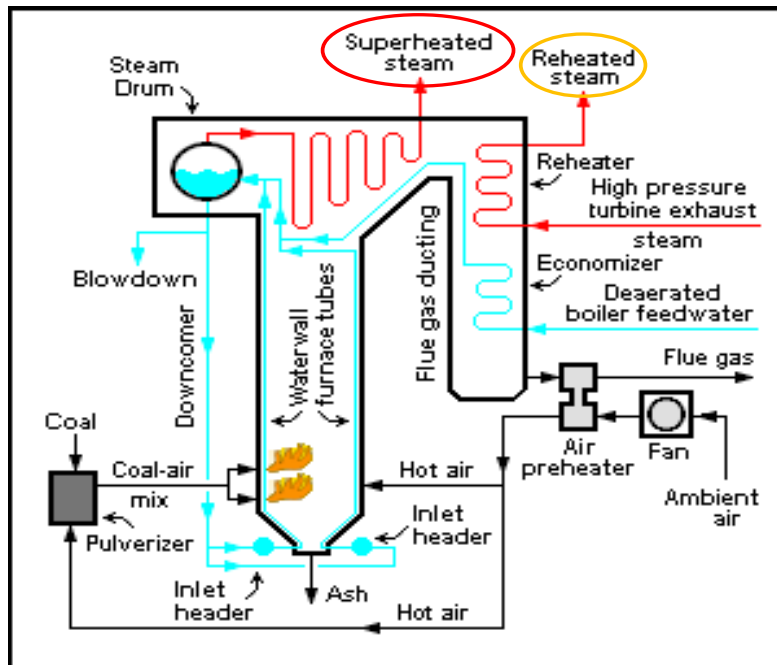 Superheated
steam
Reheated
steam
Steam
Drum
Reheater
High pressure
turbine exhaust
steam
Economizer
Deaerated
boiler feedwater
Blowdown
Downcomer
Waterwall
furnace tubes
Flue gas ducting
Flue gas
Coal
Coal-air
mix
Hot air
Air
preheater
Fan
Ambient
air
Pulverizer
Inlet
header
Inlet
header
Ash
Hot air